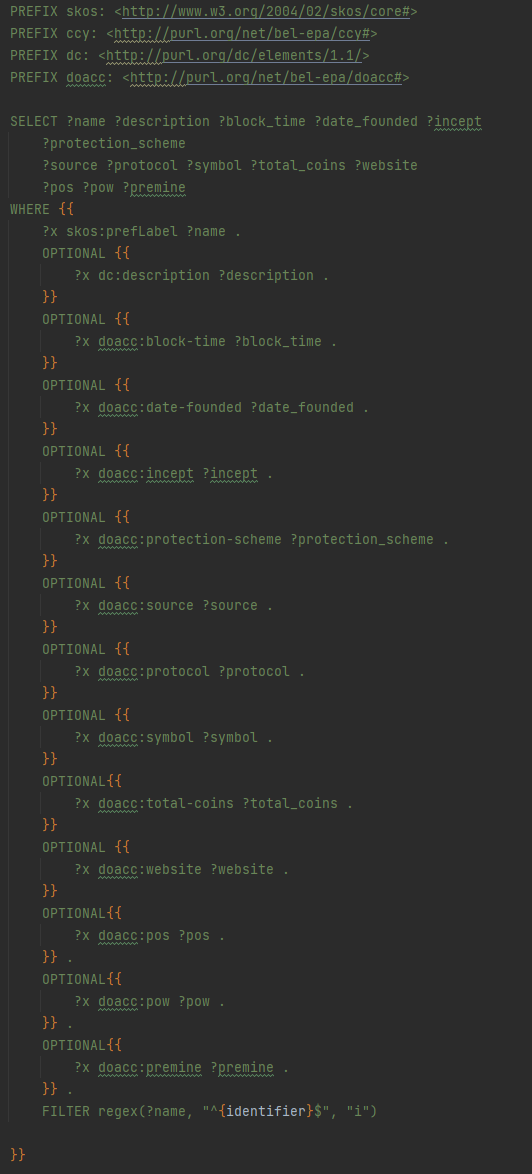 PREFIX skos: <http://www.w3.org/2004/02/skos/core#>
PREFIX ccy: <http://purl.org/net/bel-epa/ccy#>
PREFIX dc: <http://purl.org/dc/elements/1.1/>
PREFIX doacc: <http://purl.org/net/bel-epa/doacc#>
SELECT ?name ?description ?block_time ?date_founded ?incept
?protection_scheme
?source ?protocol ?symbol ?total_coins ?website
?pos ?pow ?premine
WHERE {{
?x skos:prefLabel ?name .
OPTIONAL {{
?x dc:description ?description .
}}
OPTIONAL {{
?x doacc:block-time ?block_time .
}}
OPTIONAL {{
?x doacc:date-founded ?date_founded .
}}
OPTIONAL {{
?x doacc:incept ?incept .
}}
OPTIONAL {{
?x doacc:protection-scheme ?protection_scheme .
}}
OPTIONAL {{
?x doacc:source ?source .
}}
OPTIONAL {{
?x doacc:protocol ?protocol .
}}
OPTIONAL {{
?x doacc:symbol ?symbol .
}}
OPTIONAL{{
?x doacc:total-coins ?total_coins .
}}
OPTIONAL {{
?x doacc:website ?website .
}}
OPTIONAL{{
?x doacc:pos ?pos .
}} .
OPTIONAL{{
?x doacc:pow ?pow .
}} .
OPTIONAL{{
?x doacc:premine ?premine .
}} .
FILTER regex(?name, "^{identifier}$", "i")
}}